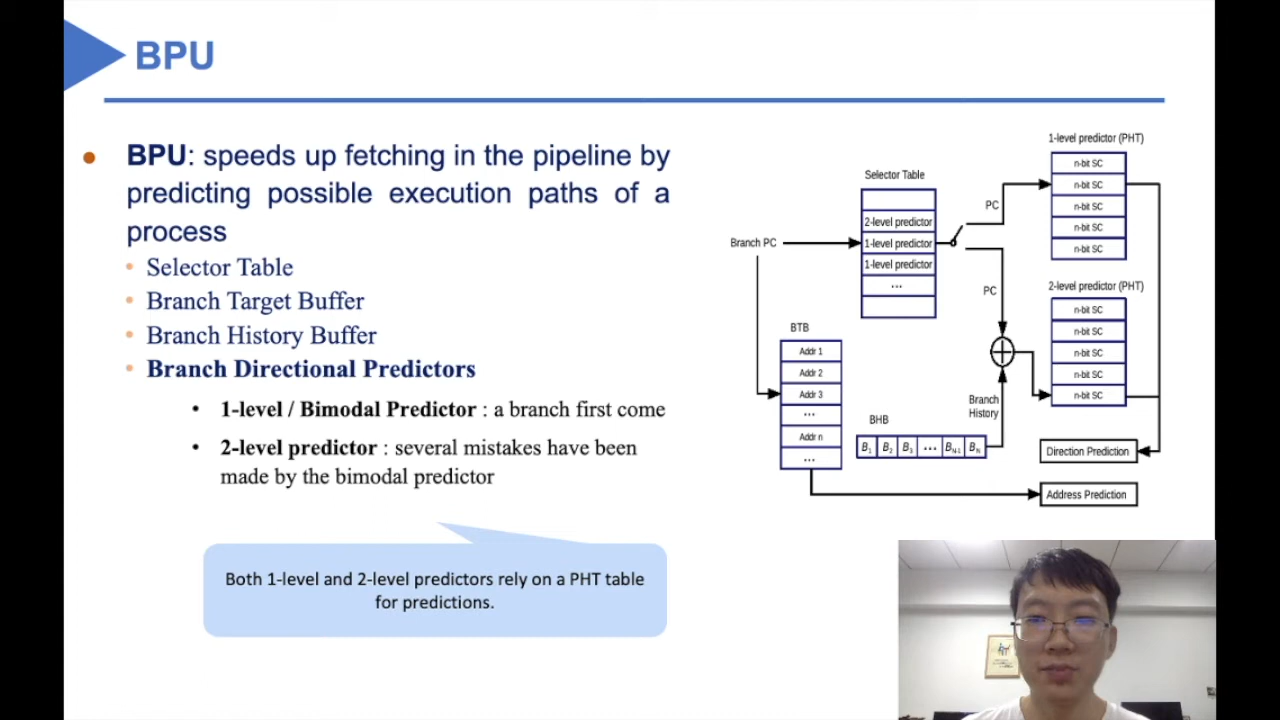 BPU
BPU: speeds up fetching in the pipeline by
predicting possible execution paths of a
process
Selector Table
Branch Target Buffer
Branch History Buffer
Branch Directional Predictors
1-level / Bimodal Predictor : a branch first come
2-level predictor : several mistakes have been
made by the bimodal predictor
Both 1-level and 2-level predictors rely on a PHT table
for predictions.
Branch PC
Selector Table
2-level predictor
1-level predictor
1-level predictor
...
PC
PC
1-level predictor (PHT)
n-bit SC
n-bit SC
n-bit SC
n-bit SC
n-bit SC
2-level predictor (PHT)
n-bit SC
n-bit SC
n-bit SC
n-bit SC
n-bit SC
BTB
Addr 1
Addr 2
Addr 3
...
Addr n
...
BHB
B1 B2 B3 ... BN-1 BN
Branch
History
Direction Prediction
Address Prediction